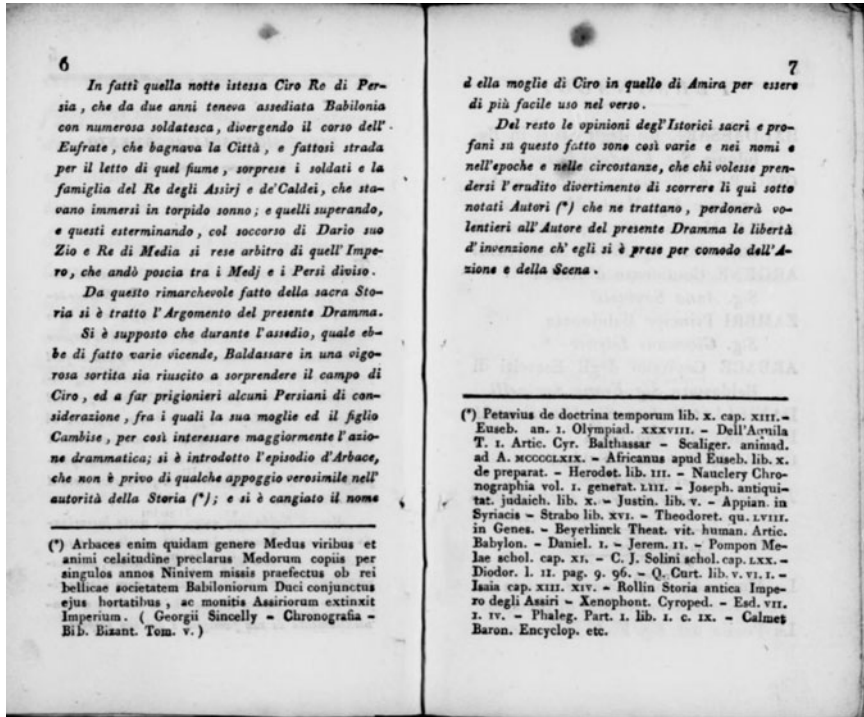 6
In fatti quella notte istessa Ciro Re di Per-
sia, che da due anni teneva assediata Babilonia
con numerosa soldatesca, divergendo il corso dell'
Eufrate, che bagnava la Città, e fattosi strada
per il letto di quel fiume, sorprese i soldati e la
famiglia del Re degli Assirj e de' Caldei, che sta-
vano immersi in torpido sonno; e quelli superando,
e questi esterminando, col soccorso di Dario suo
Zio e Re di Media si rese arbitro di quell'Impe-
ro, che andò poscia tra i Medj e i Persi diviso.
Da questo rimarchevole fatto della sacra Sto-
ria si è tratto l'Argomento del presente Dramma.
Si è supposto che durante l'assedio, quale eb-
be di fatto varie vicende, Baldassare in una vigo-
rosa sortita sia riuscito a sorprendere il campo di
Ciro, ed a far prigionieri alcuni Persiani di con-
siderazione, fra i quali la sua moglie ed il figlio
Cambise, per così interessare maggiormente l'azio-
ne drammatica; si è introdotto l'episodio d'Arbace,
che non è privo di qualche appoggio verosimile nell'
autorità della Storia (*); e si è cangiato il nome
(*) Arbaces enim quidam genere Medus viribus et
animi celsitudine preclarus Medorum copiis per
singulos annos Ninivem missis praefectus ob rei
bellicae societatem Babiloniorum Duci conjunctus
ejus hortatibus, ac monitis Assiriorum extinxit
Imperium. (Georgii Sincelly - Chronografia -
Bib. Bizant. Tom. V.)
7
d ella moglie di Ciro in quello di Amira per essere
di più facile uso nel verso.
Del resto le opinioni degl'Istorici sacri e pro-
fani su questo fatto sono così varie e nei nomi e
nell'epoche e nelle circostanze, che chi volesse pren-
dersi l'erudito divertimento di scorrere li qui sotto
notati Autori (*) che ne trattano, perdonerà vo-
lentieri all'Autore del presente Dramma le libertà
d'invenzione ch'egli si è prese per comodo dell'A-
zione e della Scena.
(*) Petavius de doctrina temporum lib. X. cap. XIII. -
Euseb. an. I. Olympiad. XXXVIII. - Dell'Aquila
T. I. Artic. Cyr. Balthassar - Scaliger. animad.
ad A. MCCCCLXIX. - Africanus apud Euseb. lib. X.
de preparat. - Herodot. lib. III. - Nauclery Chro-
nographia vol. I. generat. LIII. - Joseph. antiqui-
tat. judaich. lib. X. - Justin. lib. V. - Appian. in
Syriacis - Strabo lib. XVI. - Theodoret. qu. LVIII.
in Genes. - Beyerlinck Theat. vit. human. Artic.
Babylon. - Daniel. I. - Jerem. II. - Pompon Me-
lae schol. cap. XI. - C. J. Solini schol. cap. LXX. -
Diodor. l. II. pag. 9. 96. - Q. Curt. lib. V. VI. I. -
Isaia cap. XIII. XIV. - Rollin Storia antica Impe-
ro degli Assiri - Xenophont. Cyroped. - Esd. VII.
I. IV. - Phaleg. Part. I. lib. I. c. IX. - Calmet
Baron. Encyclop. etc.